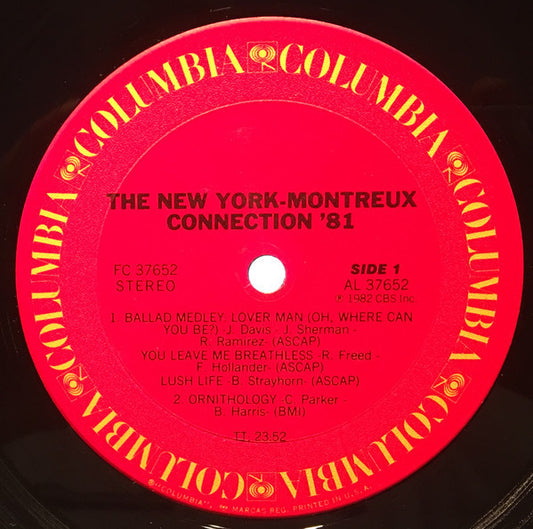 COLUMBIA COLUMBIA COLUMBIA COLUMBIA COLUMBIA COLUMBIA
THE NEW YORK-MONTREUX
CONNECTION '81
FC 37652
STEREO
SIDE 1
AL 37652
℗ 1982 CBS Inc.
1. BALLAD MEDLEY: LOVER MAN (OH, WHERE CAN
YOU BE?) J. Davis - J. Sherman -
R. Ramirez- (ASCAP)
YOU LEAVE ME BREATHLESS -R. Freed -
F. Hollander- (ASCAP)
LUSH LIFE -B. Strayhorn- (ASCAP)
2. ORNITHOLOGY -C. Parker -
B. Harris- (BMI)
TT. 23:52
® "COLUMBIA", MARCAS REG. PRINTED IN U.S.A.